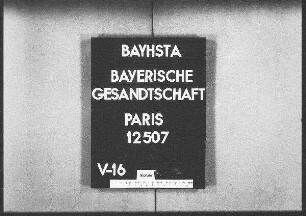 BAYHSTA
BAYERISCHE
GESANDTSCHAFT
PARIS
12507
V-16